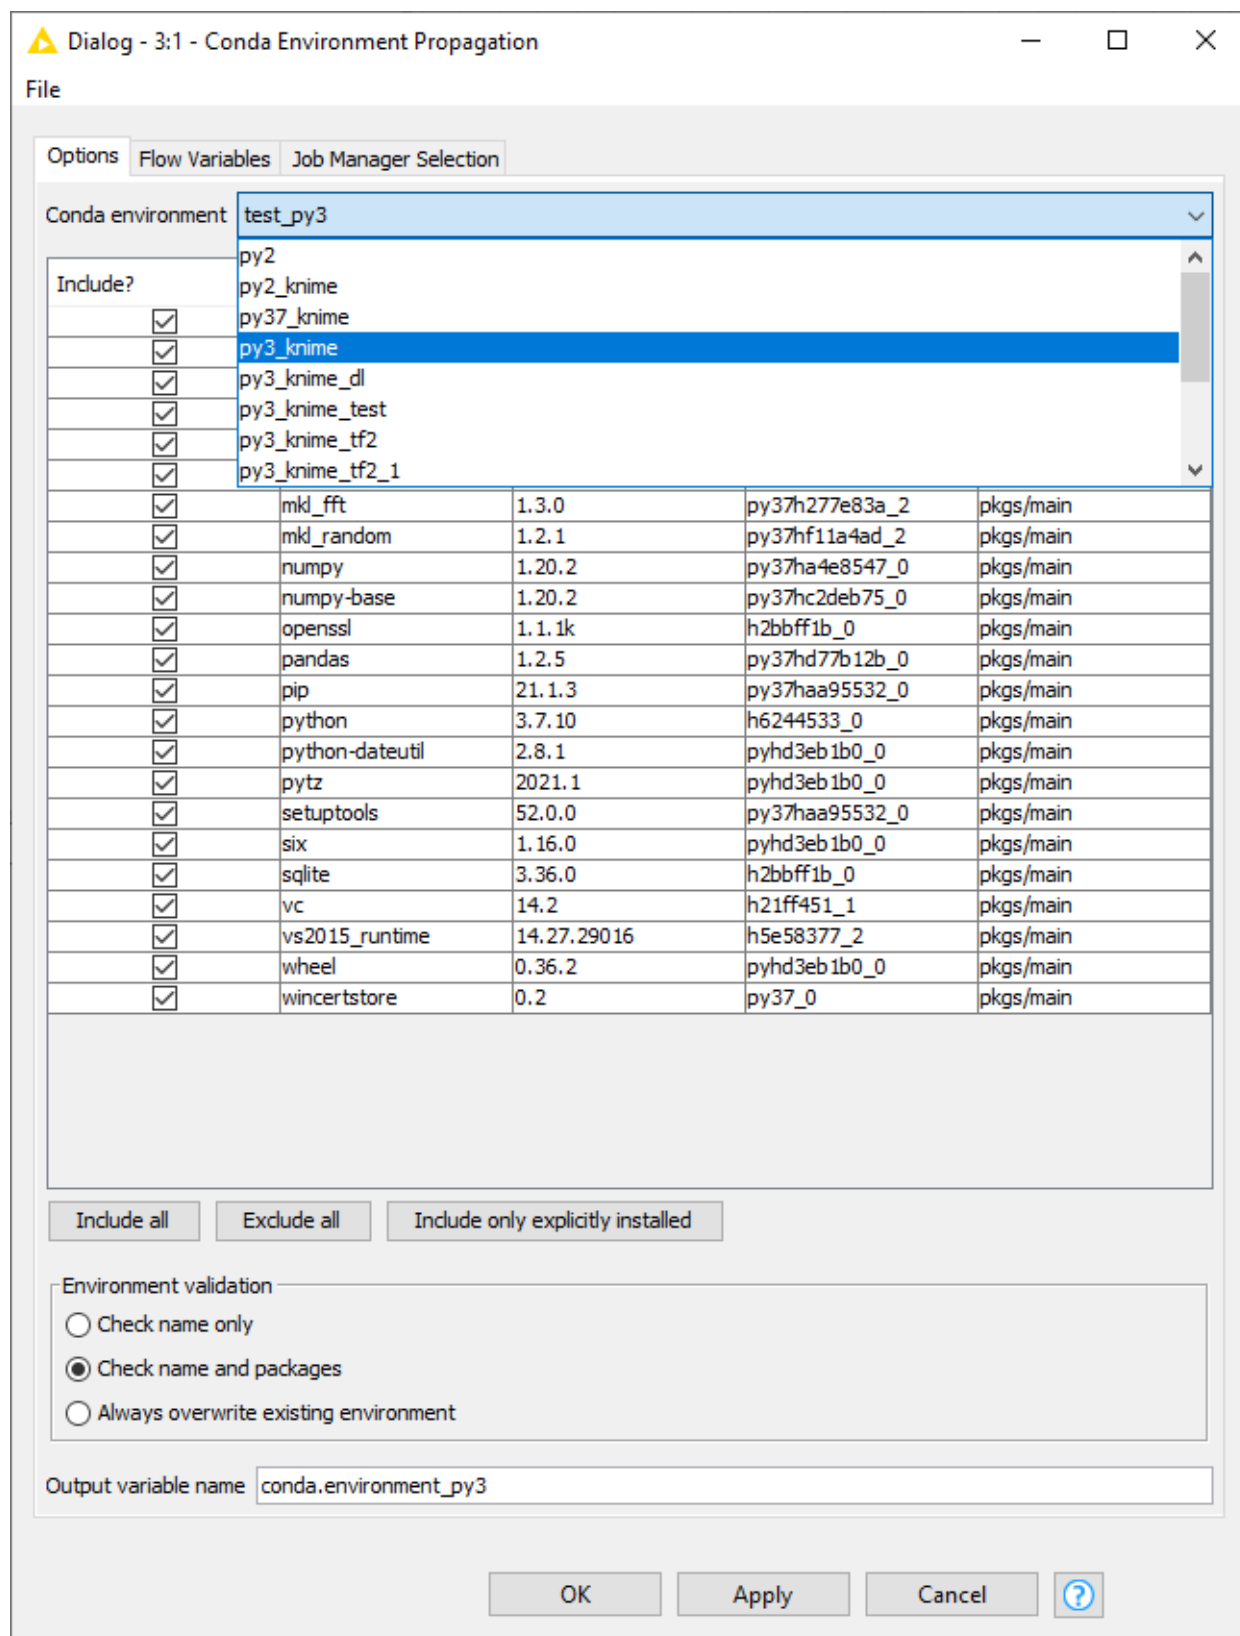 Dialog - 3:1 - Conda Environment Propagation
File
Options Flow Variables Job Manager Selection
Conda environment test_py3
Include?
py2
py2_knime
py37_knime
py3_knime
py3_knime_dl
py3_knime_test
py3_knime_tf2
py3_knime_tf2_1
mkl_fft 1.3.0 py37h277e83a_2 pkgs/main
mkl_random 1.2.1 py37hf11a4ad_2 pkgs/main
numpy 1.20.2 py37ha4e8547_0 pkgs/main
numpy-base 1.20.2 py37hc2deb75_0 pkgs/main
openssl 1.1.1k h2bbff1b_0 pkgs/main
pandas 1.2.5 py37hd77b12b_0 pkgs/main
pip 21.1.3 py37haa95532_0 pkgs/main
python 3.7.10 h6244533_0 pkgs/main
python-dateutil 2.8.1 pyhd3eb1b0_0 pkgs/main
pytz 2021.1 pyhd3eb1b0_0 pkgs/main
setuptools 52.0.0 py37haa95532_0 pkgs/main
six 1.16.0 pyhd3eb1b0_0 pkgs/main
sqlite 3.36.0 h2bbff1b_0 pkgs/main
vc 14.2 h21ff451_1 pkgs/main
vs2015_runtime 14.27.29016 h5e58377_2 pkgs/main
wheel 0.36.2 pyhd3eb1b0_0 pkgs/main
wincertstore 0.2 py37_0 pkgs/main
Include all Exclude all Include only explicitly installed
Environment validation
Check name only
Check name and packages
Always overwrite existing environment
Output variable name conda.environment_py3
OK Apply Cancel ?